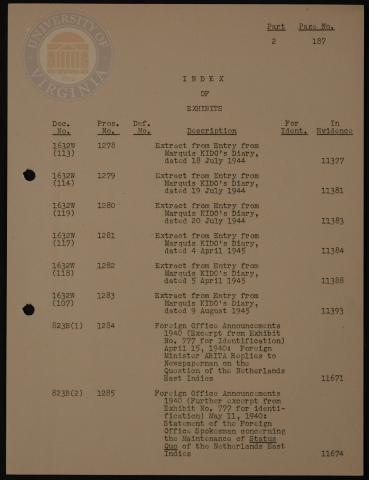 UNIVERSITY OF VIRGINIA
Part Page No.
2 187
INDEX
OF
EXHIBITS
Doc. Pros. Def. For In
No. No. No. Description Ident. Evidence
1632W 1278 Extract from Entry from
(113) Marquis KIDO's Diary,
dated 18 July 1944 11377
1632W 1279 Extract from Entry from
(114) Marquis KIDO's Diary,
dated 19 July 1944 11381
1632W 1280 Extract from Entry from
(119) Marquis KIDO's Diary,
dated 20 July 1944 11383
1632W 1281 Extract from Entry from
(117) Marquis KIDO's Diary,
dated 4 April 1945 11384
1632W 1282 Extract from Entry from
(118) Marquis KIDO's Diary,
dated 5 April 1945 11388
1632W 1283 Extract from Entry from
(107) Marquis KIDO's Diary,
dated 9 August 1945 11393
823B(1) 1284 Foreign Office Announcements
1940 (Excerpt from Exhibit
No. 777 for Identification)
April 15, 1940: Foreign
Minister ARITA Replies to
Newspaperman on the
Question of the Netherlands
East Indies 11671
823B(2) 1285 Foreign Office Announcements
1940 (Further excerpt from
Exhibit No. 777 for identi-
fication) May 11, 1940:
Statement of the Foreign
Office Spokesman concerning
the Maintenance of Status
Quo of the Netherlands East
Indies 11674